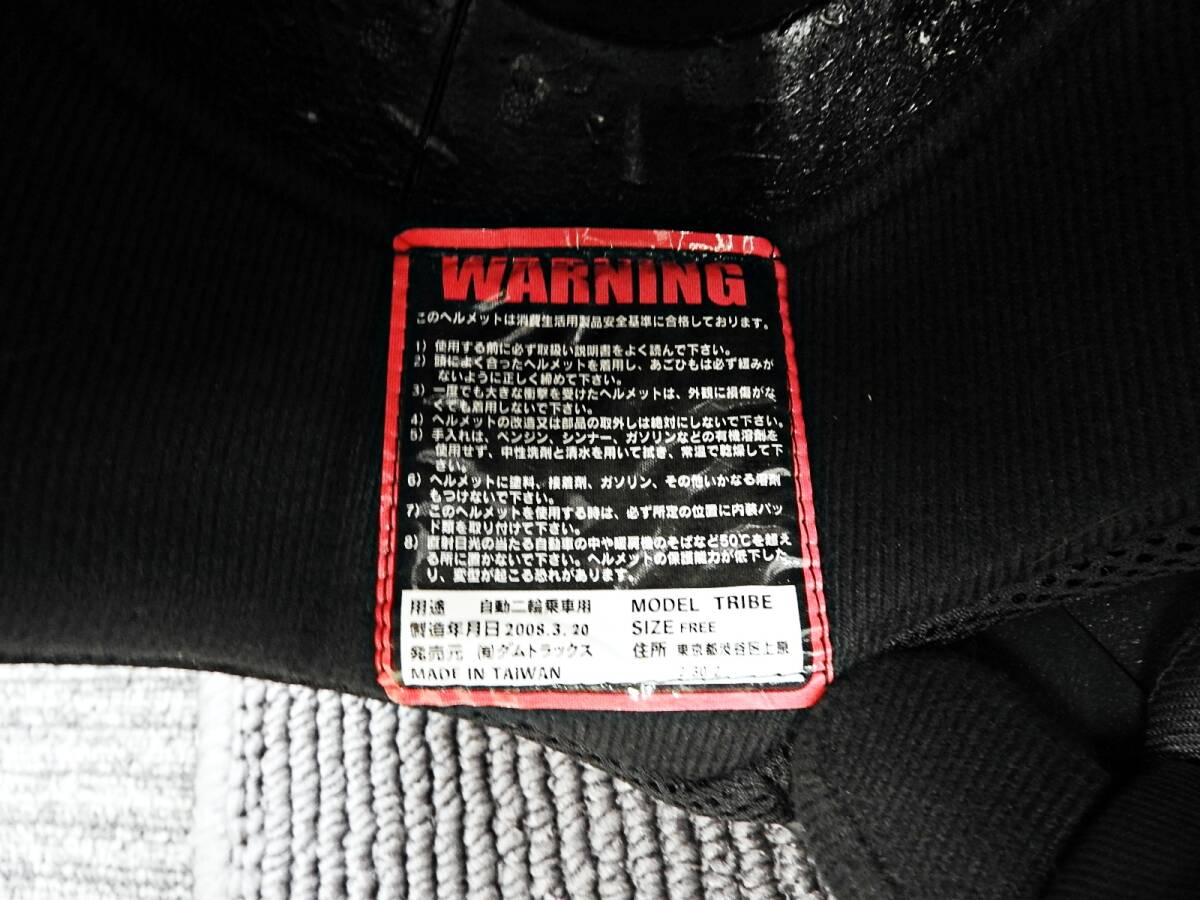 WARNING
このヘルメットは消費生活用製品安全基準に合格しております。
1) 使用する前に必ず取扱い説明書をよく読んで下さい。
2) 頭によく合ったヘルメットを着用し、あごひもは必ず緩みが
ないように正しく締めて下さい。
3) 一度でも大きな衝撃を受けたヘルメットは、外観に損傷がな
くても着用しないで下さい。
4) ヘルメットの改造又は部品の取外しは絶対にしないで下さい。
5) 手入れは、ベンジン、シンナー、ガソリンなどの有機溶剤を
使用せず、中性洗剤と清水を用いて拭き、常温で乾燥して下
さい。
6) ヘルメットに塗料、接着剤、ガソリン、その他いかなる溶剤
もつけないで下さい。
7) このヘルメットを使用する時は、必ず所定の位置に内装パッ
ド類を取り付けて下さい。
8) 直射日光の当たる自動車の中や暖房機のそばなど50℃を超え
る所に置かないで下さい。ヘルメットの保護能力が低下した
り、変型が起こる恐れがあります。
用途 自動二輪乗車用 MODEL TRIBE
製造年月日 2008.3.20 SIZE FREE
発売元 ㈲ダムトラックス 住所 東京都渋谷区上原
MADE IN TAIWAN